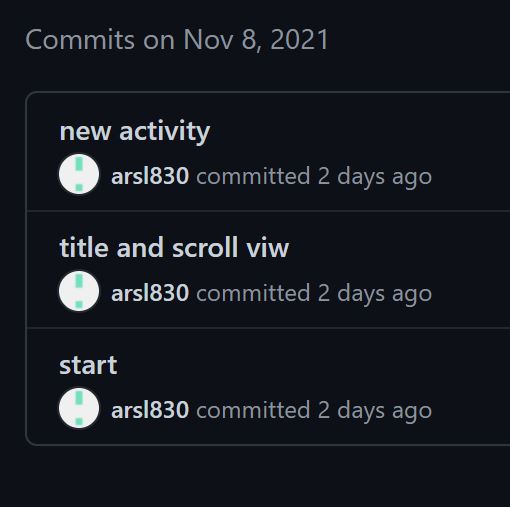 Commits on Nov 8, 2021
new activity
arsl830 committed 2 days ago
title and scroll viw
arsl830 committed 2 days ago
start
arsl830 committed 2 days ago